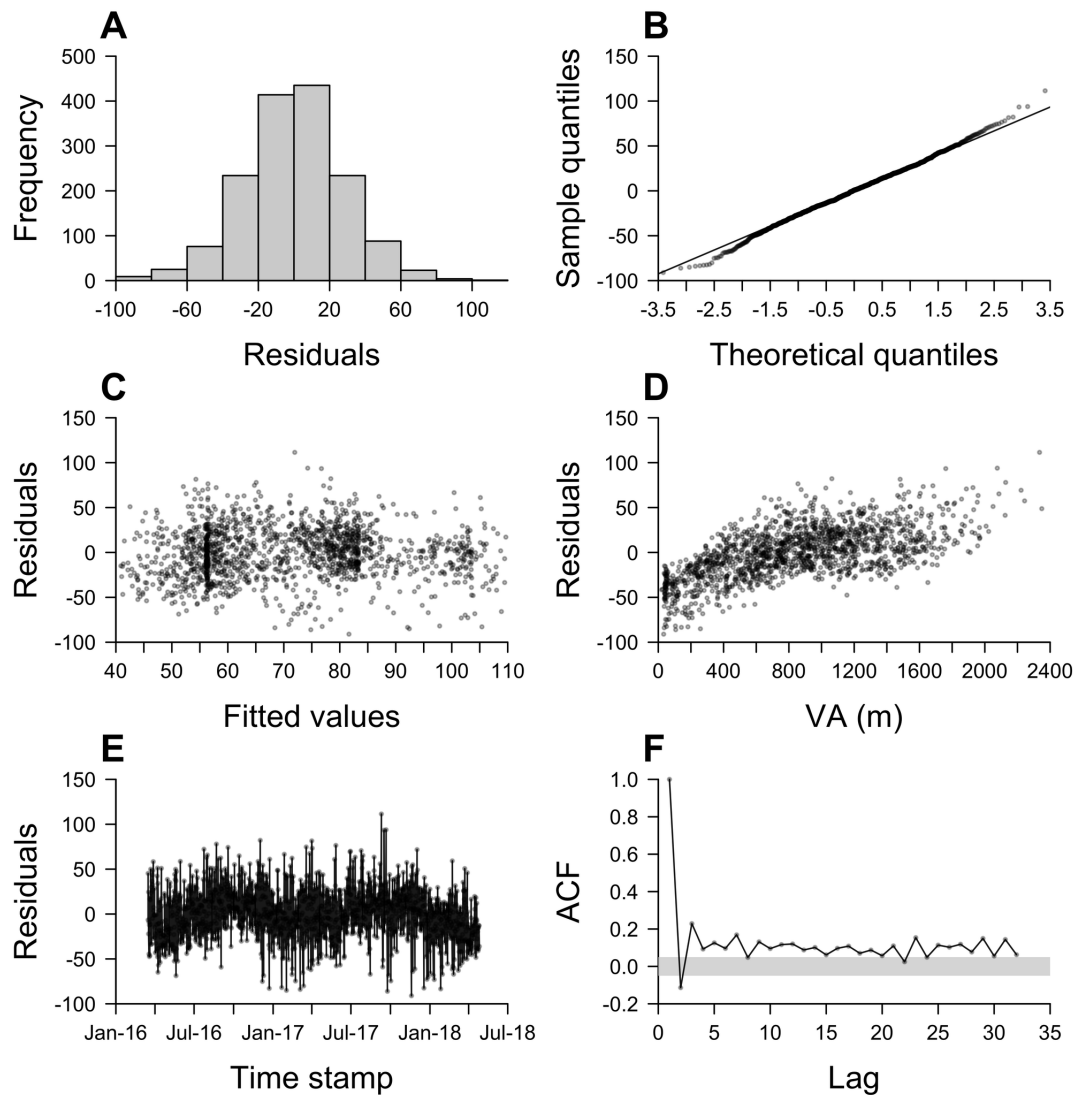 A
500
400
300
200
100
0
Frequency
-100 -60 -20 20 60 100
Residuals
B
150
100
50
0
-50
-100
Sample quantiles
-3.5 -2.5 -1.5 -0.5 0.5 1.5 2.5 3.5
Theoretical quantiles
C
150
100
50
0
-50
-100
Residuals
40 50 60 70 80 90 100 110
Fitted values
D
150
100
50
0
-50
-100
Residuals
0 400 800 1200 1600 2000 2400
VA (m)
E
150
100
50
0
-50
-100
Residuals
Jan-16 Jul-16 Jan-17 Jul-17 Jan-18 Jul-18
Time stamp
F
1.0
0.8
0.6
0.4
0.2
0.0
-0.2
ACF
0 5 10 15 20 25 30 35
Lag